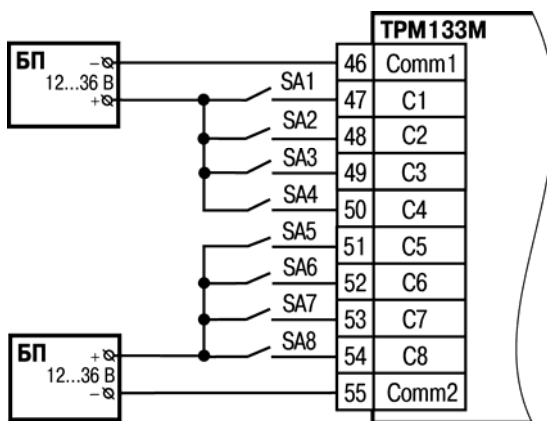 ТРМ133М
БП
12...36 В
–
+
46 Comm1
SA1
47 C1
SA2
48 C2
SA3
49 C3
SA4
50 C4
SA5
51 C5
SA6
52 C6
SA7
53 C7
SA8
54 C8
55 Comm2
БП
12...36 В
+
–